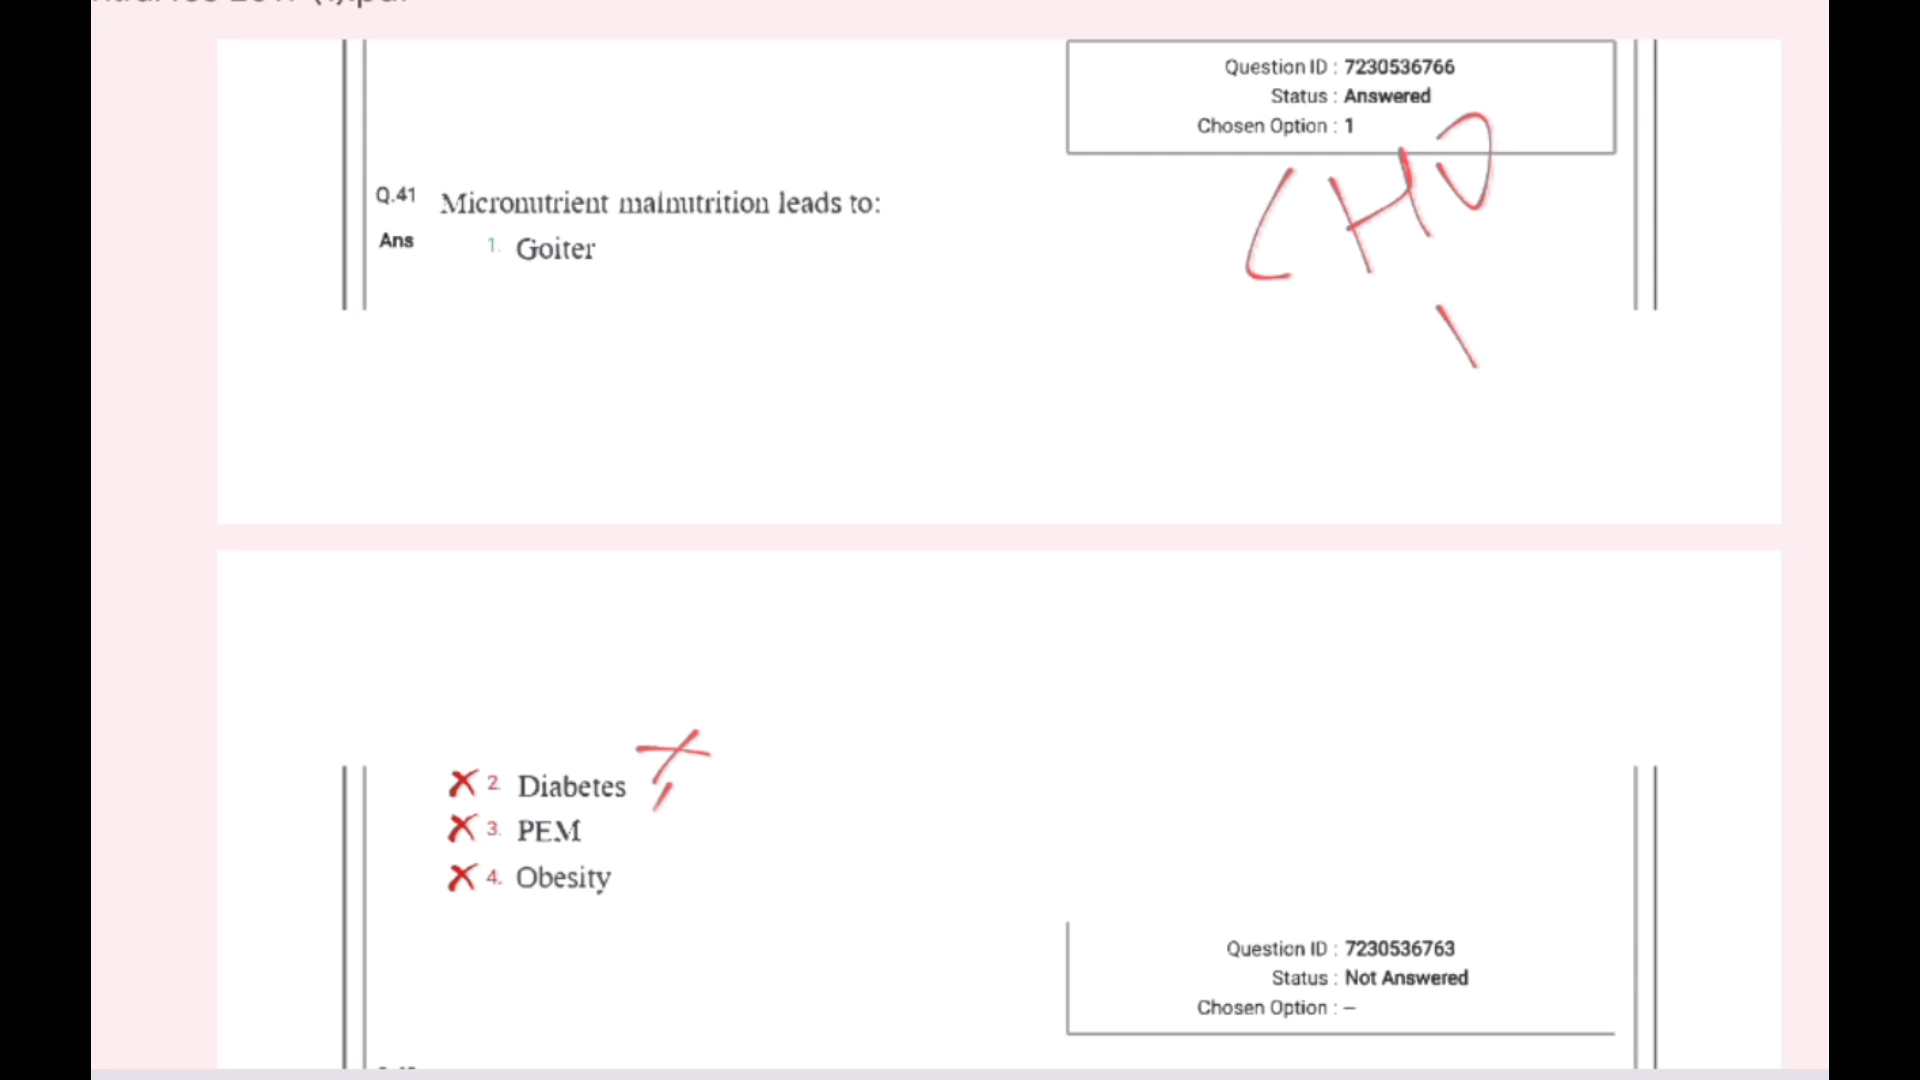 Question ID : 7230536766
Status : Answered
Chosen Option : 1
CHO
Q.41 Micronutrient malnutrition leads to:
Ans 1. Goiter
2. Diabetes
3. PEM
4. Obesity
Question ID : 7230536763
Status : Not Answered
Chosen Option : --